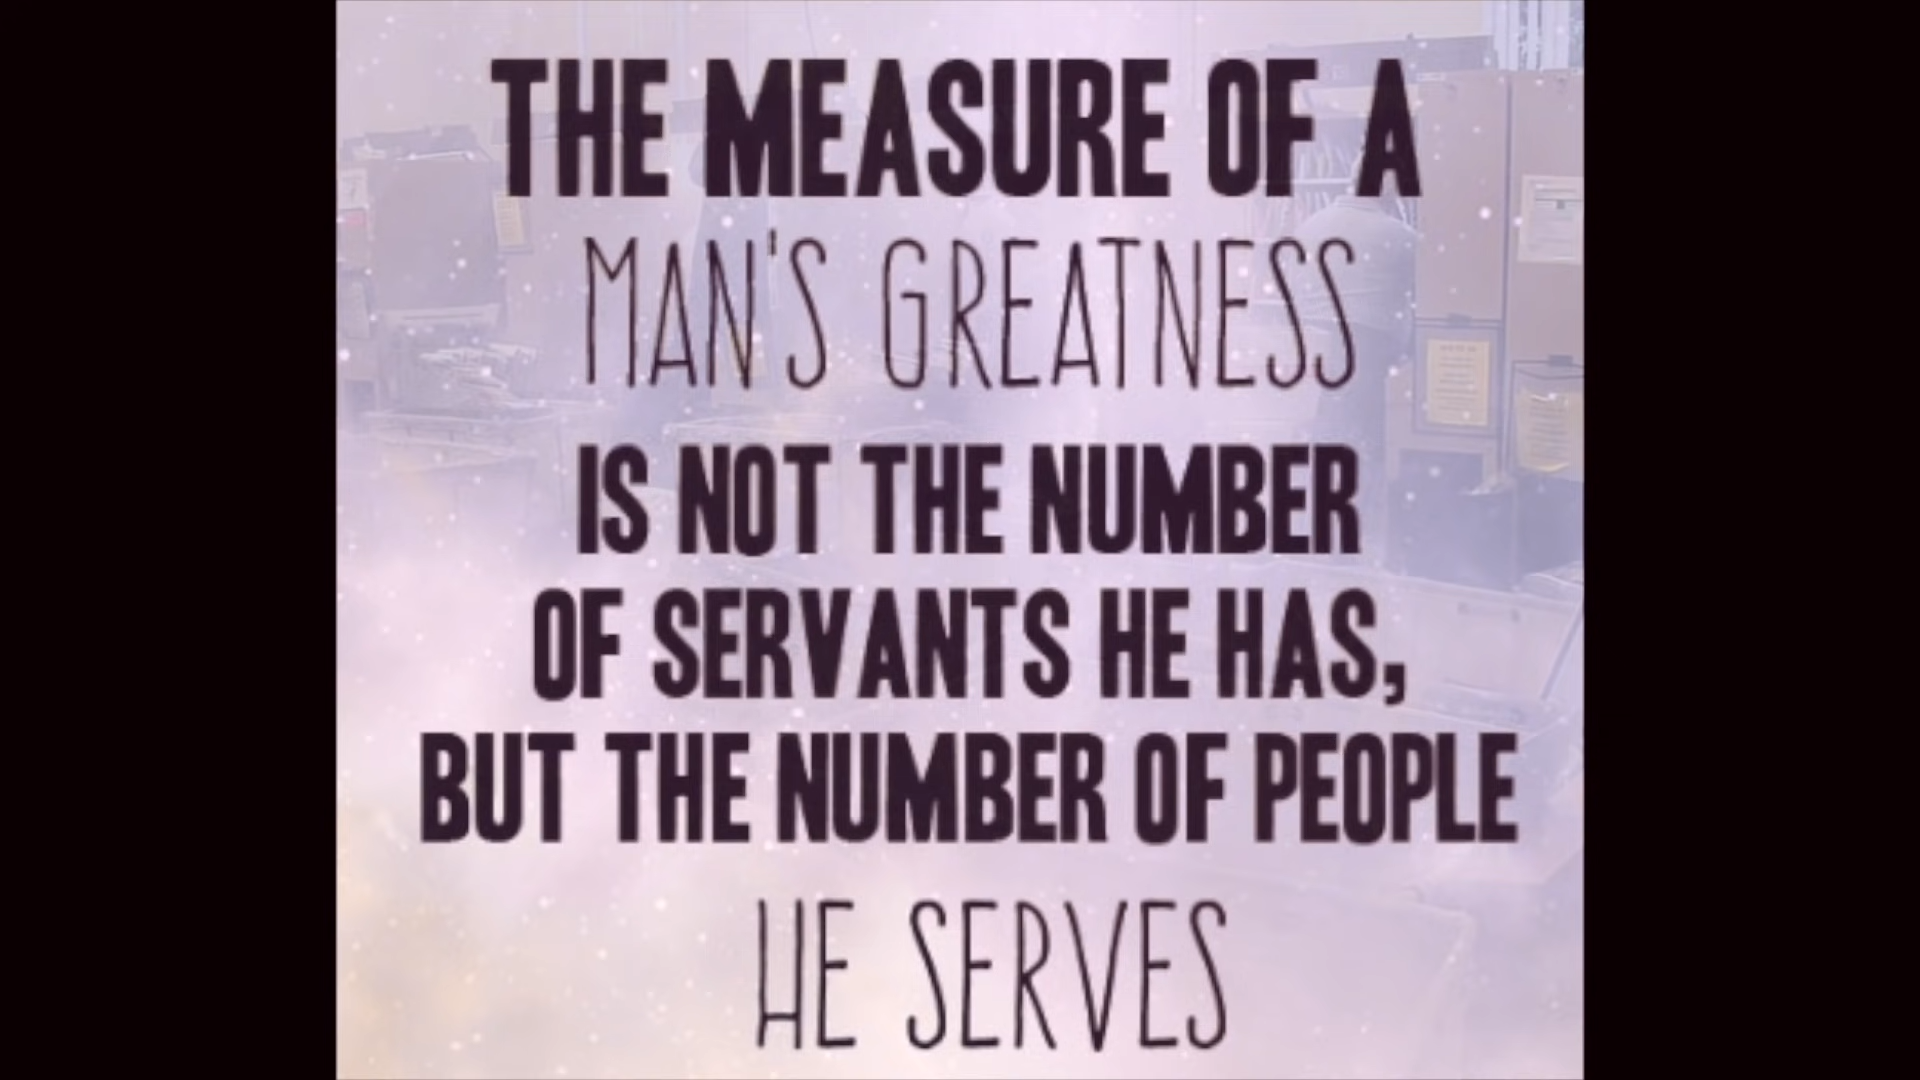 THE MEASURE OF A
MAN'S GREATNESS
IS NOT THE NUMBER
OF SERVANTS HE HAS,
BUT THE NUMBER OF PEOPLE
HE SERVES